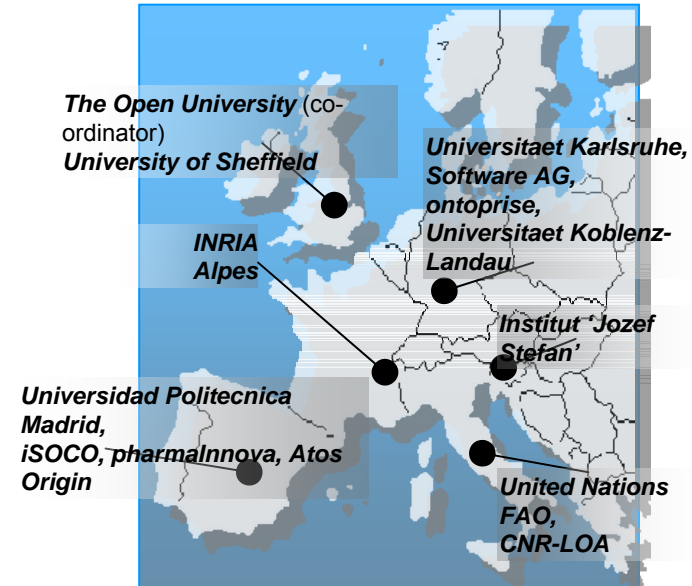 The Open University (co-
ordinator)
University of Sheffield
Universitaet Karlsruhe,
Software AG,
ontoprise,
Universitaet Koblenz-
Landau
INRIA
Alpes
Institut ‘Jozef
Stefan’
Universidad Politecnica
Madrid,
iSOCO, pharmaInnova, Atos
Origin
United Nations
FAO,
CNR-LOA